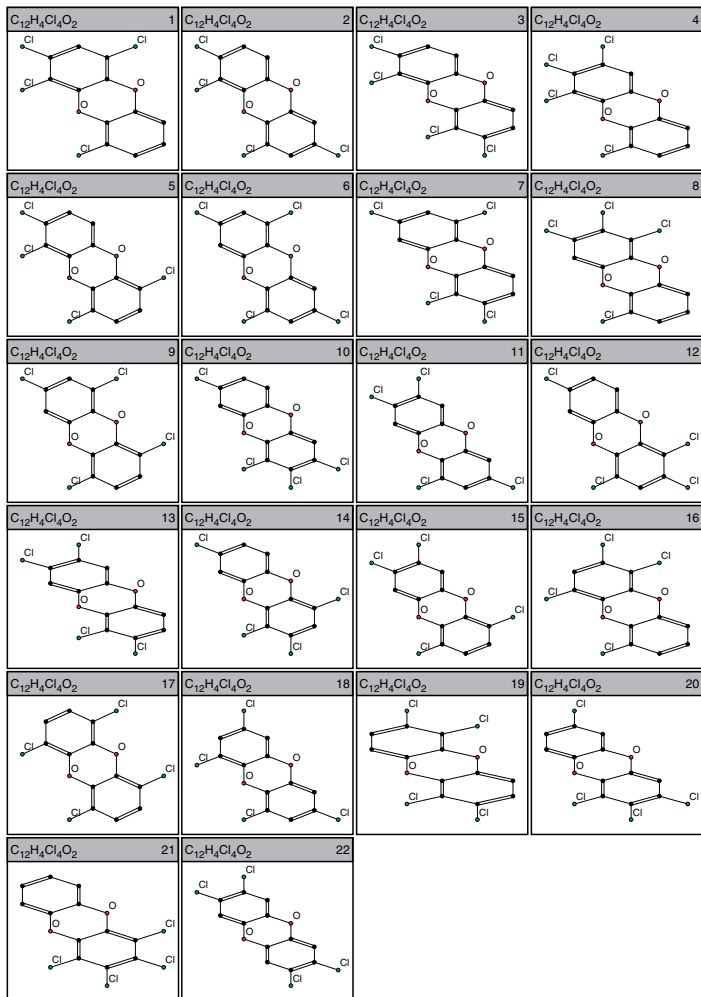 C12H4Cl4O2 1
Cl Cl
Cl O
O
Cl
C12H4Cl4O2 2
Cl
Cl O
O
Cl Cl
C12H4Cl4O2 3
Cl
Cl O
O
Cl
Cl
C12H4Cl4O2 4
Cl
Cl
Cl O
O
Cl
C12H4Cl4O2 5
Cl
Cl O
O
Cl
Cl
C12H4Cl4O2 6
Cl Cl
O
O
Cl Cl
C12H4Cl4O2 7
Cl Cl
O
O
Cl
Cl
C12H4Cl4O2 8
Cl Cl
Cl
O
O
Cl
C12H4Cl4O2 9
Cl Cl
O
O
Cl
Cl
C12H4Cl4O2 10
Cl
O
O
Cl Cl
Cl
C12H4Cl4O2 11
Cl
Cl
O
O
Cl Cl
C12H4Cl4O2 12
Cl
O
O
Cl
Cl Cl
C12H4Cl4O2 13
Cl
Cl
O
O
Cl
Cl
C12H4Cl4O2 14
Cl
O
O
Cl
Cl
Cl
C12H4Cl4O2 15
Cl
Cl
O
O
Cl
Cl
C12H4Cl4O2 16
Cl
Cl Cl
Cl O
O
C12H4Cl4O2 17
Cl
Cl O
O
Cl
Cl
C12H4Cl4O2 18
Cl
Cl
O
O
Cl Cl
C12H4Cl4O2 19
Cl
Cl
O
O
Cl
Cl
C12H4Cl4O2 20
Cl
O
O
Cl Cl
Cl
C12H4Cl4O2 21
O
O
Cl
Cl Cl
Cl
C12H4Cl4O2 22
Cl
Cl
O
O
Cl
Cl